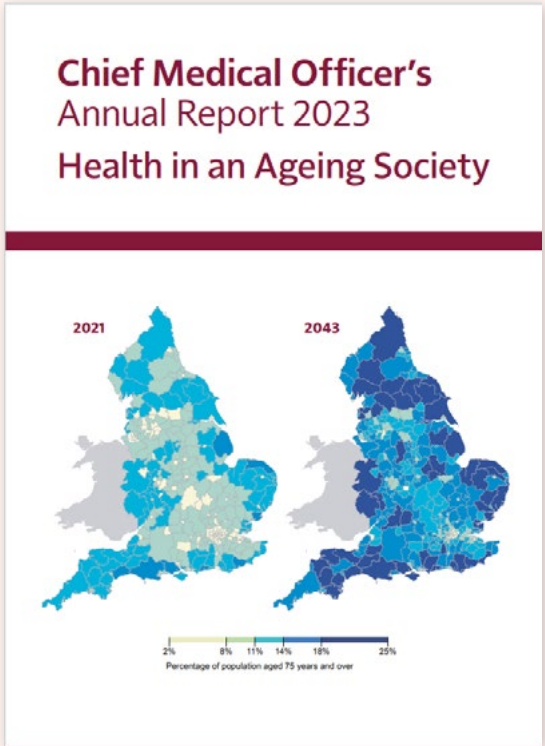 Chief Medical Officer's
Annual Report 2023
Health in an Ageing Society
2021
2043
2% 8% 11% 14% 18% 25%
Percentage of population aged 75 years and over